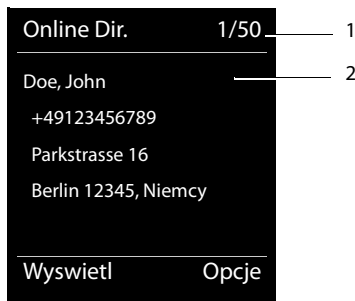 Online Dir. 1/50 1
2
Doe, John
+49123456789
Parkstrasse 16
Berlin 12345, Niemcy
Wyswietl Opcje